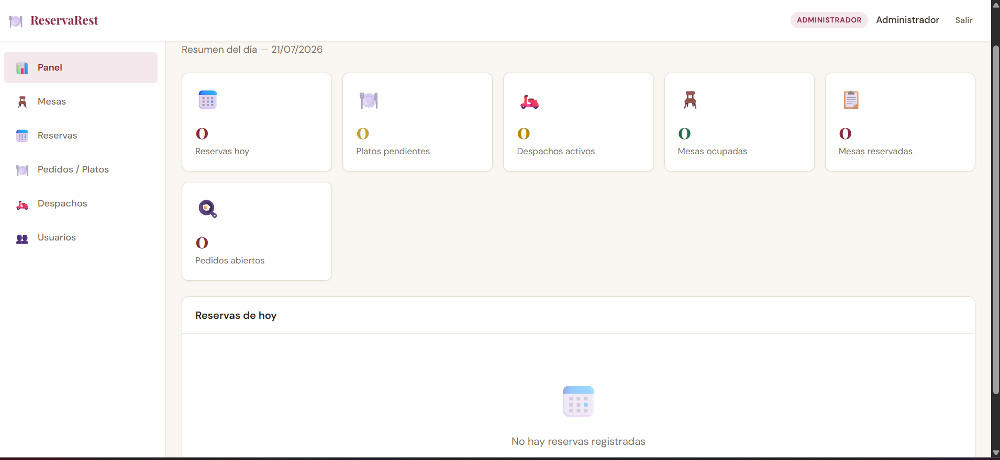 ReservaRest
ADMINISTRADOR Administrador Salir
Panel
Mesas
Reservas
Pedidos / Platos
Despachos
Usuarios
Resumen del día — 21/07/2026
0
Reservas hoy
0
Platos pendientes
0
Despachos activos
0
Mesas ocupadas
0
Mesas reservadas
0
Pedidos abiertos
Reservas de hoy
No hay reservas registradas